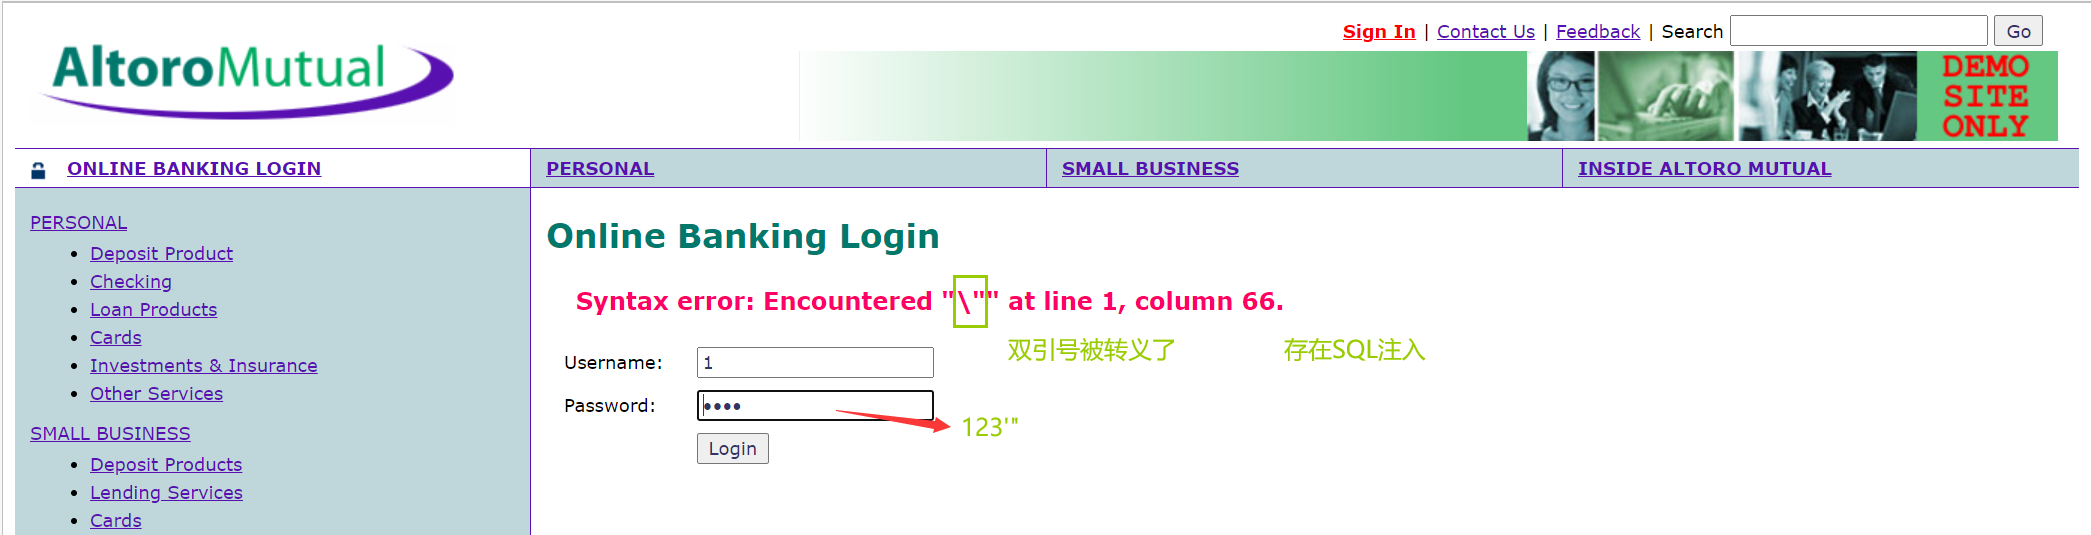 Sign In | Contact Us | Feedback | Search Go
AltoroMutual
DEMO
SITE
ONLY
ONLINE BANKING LOGIN
PERSONAL
SMALL BUSINESS
INSIDE ALTORO MUTUAL
PERSONAL
Deposit Product
Checking
Loan Products
Cards
Investments & Insurance
Other Services
SMALL BUSINESS
Deposit Products
Lending Services
Cards
Online Banking Login
Syntax error: Encountered "\"" at line 1, column 66.
双引号被转义了 存在SQL注入
Username: 1
Password: ••••
123'"
Login